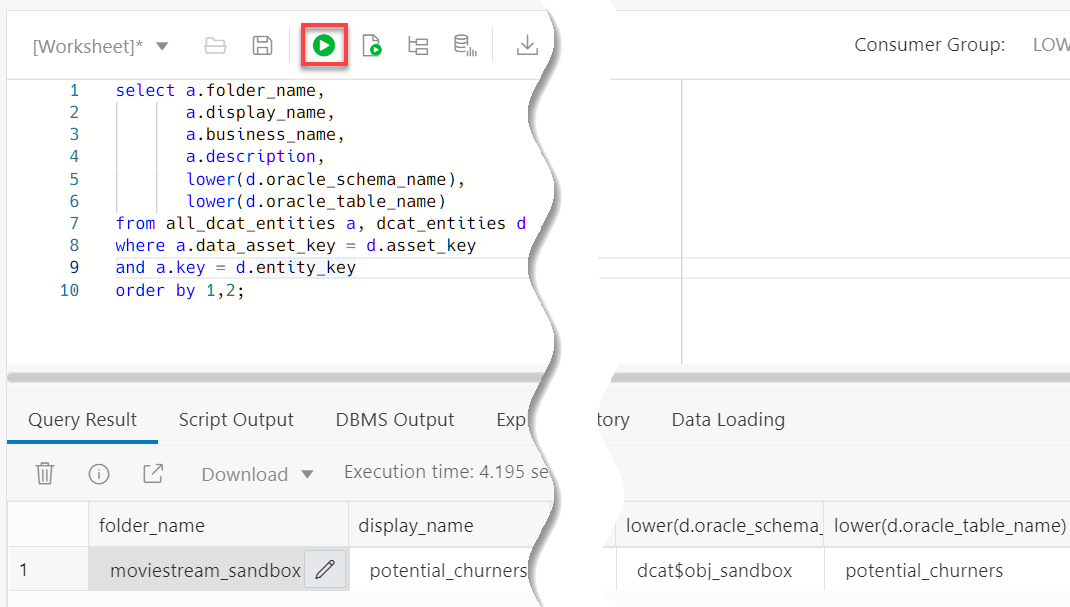 [Worksheet]* Consumer Group: LOW
1 select a.folder_name,
2 a.display_name,
3 a.business_name,
4 a.description,
5 lower(d.oracle_schema_name),
6 lower(d.oracle_table_name)
7 from all_dcat_entities a, dcat_entities d
8 where a.data_asset_key = d.asset_key
9 and a.key = d.entity_key
10 order by 1,2;
Query Result Script Output DBMS Output Exp tory Data Loading
Download Execution time: 4.195 se
folder_name display_name lower(d.oracle_schema_ lower(d.oracle_table_name)
1 moviestream_sandbox potential_churners dcat$obj_sandbox potential_churners